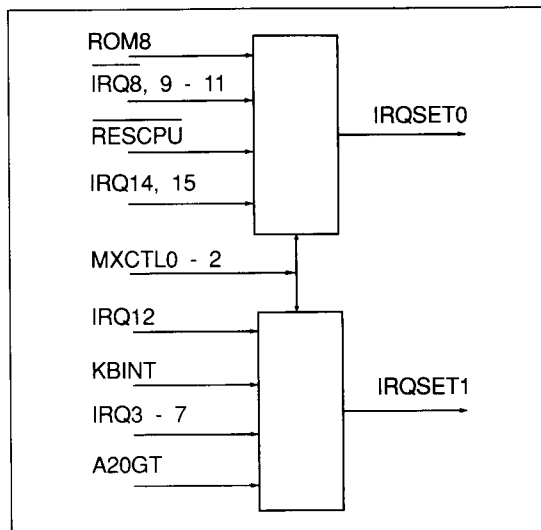 ROM8
IRQ8, 9 - 11
IRQSET0
RESCPU
IRQ14, 15
MXCTL0 - 2
IRQ12
KBINT
IRQSET1
IRQ3 - 7
A20GT